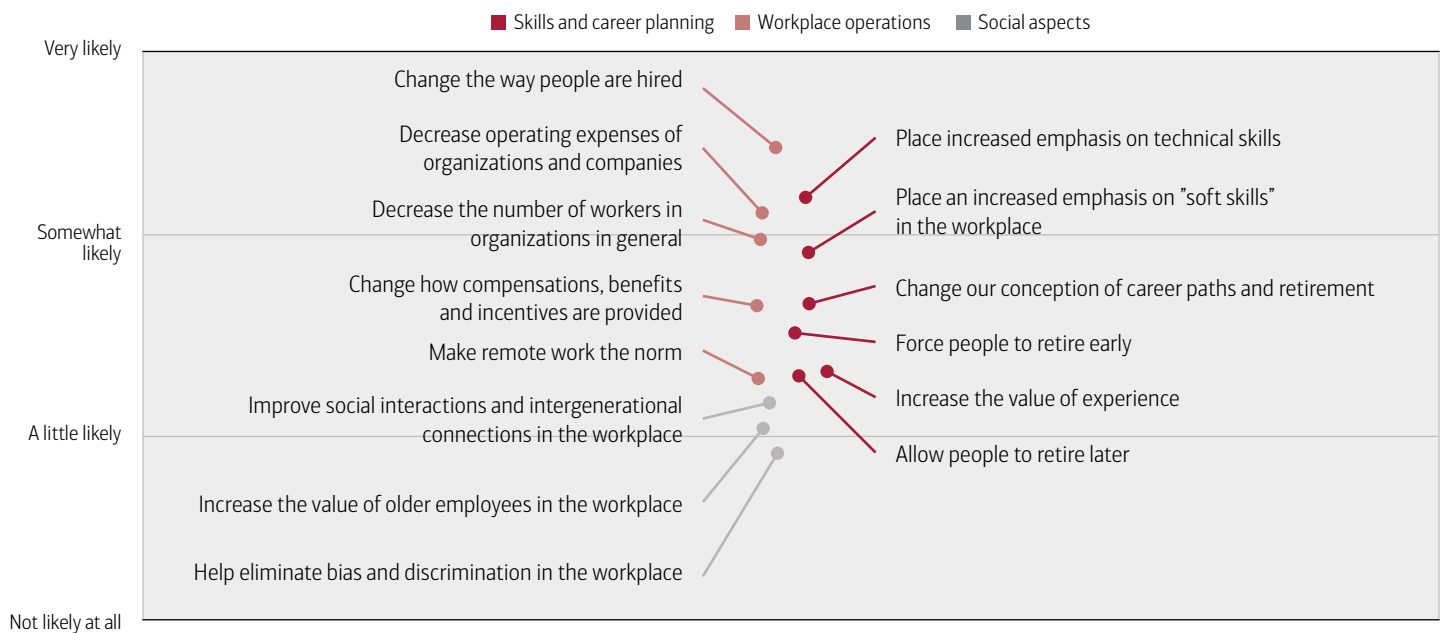 Skills and career planning
Workplace operations
Social aspects
Very likely
Somewhat
likely
A little likely
Not likely at all
Change the way people are hired
Decrease operating expenses of
organizations and companies
Decrease the number of workers in
organizations in general
Change how compensations, benefits
and incentives are provided
Make remote work the norm
Improve social interactions and intergenerational
connections in the workplace
Increase the value of older employees in the workplace
Help eliminate bias and discrimination in the workplace
Place increased emphasis on technical skills
Place an increased emphasis on ”soft skills”
in the workplace
Change our conception of career paths and retirement
Force people to retire early
Increase the value of experience
Allow people to retire later